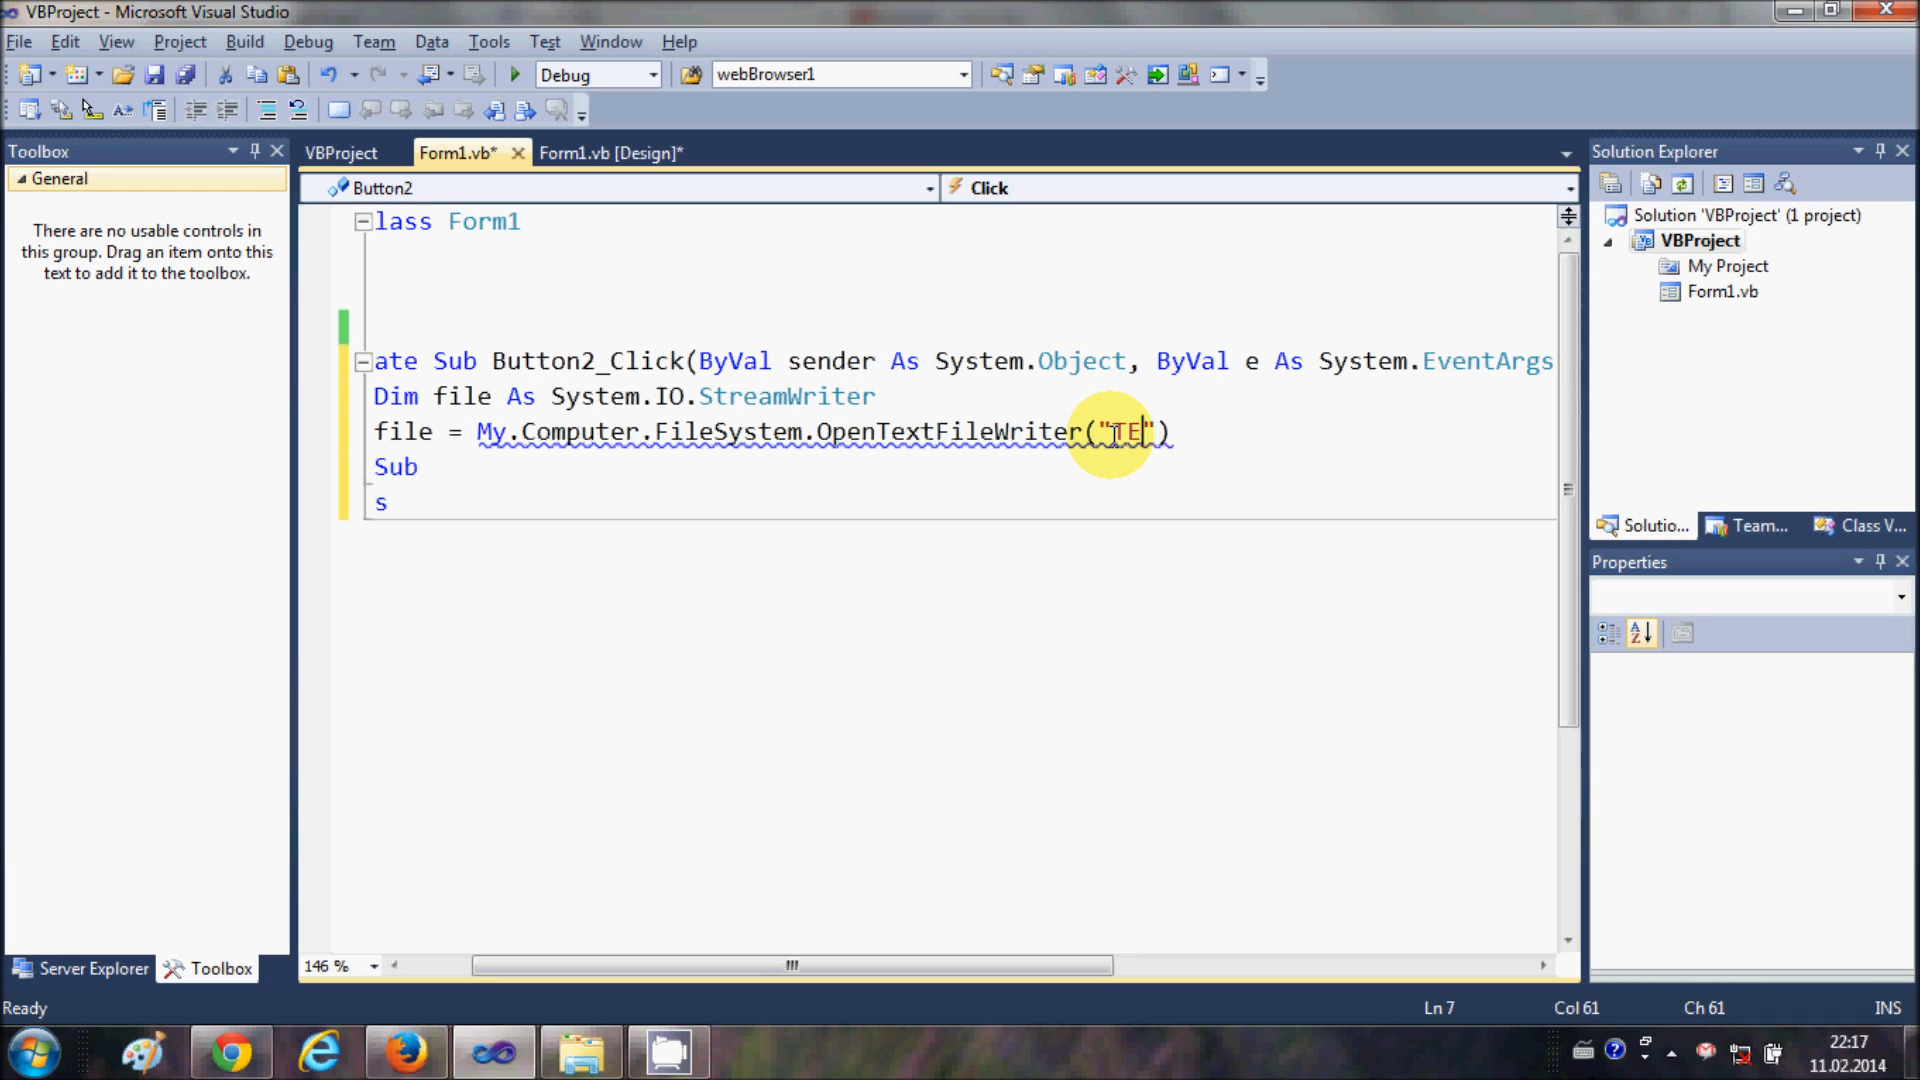 VBProject - Microsoft Visual Studio
File Edit View Project Build Debug Team Data Tools Test Window Help
Debug webBrowser1
Toolbox
General
There are no usable controls in
this group. Drag an item onto this
text to add it to the toolbox.
Server Explorer Toolbox
VBProject Form1.vb* Form1.vb [Design]*
Button2 Click
lass Form1
ate Sub Button2_Click(ByVal sender As System.Object, ByVal e As System.EventArgs
Dim file As System.IO.StreamWriter
file = My.Computer.FileSystem.OpenTextFileWriter("TE")
Sub
s
146 %
Solution Explorer
Solution 'VBProject' (1 project)
VBProject
My Project
Form1.vb
Solutio... Team... Class V...
Properties
Ready Ln 7 Col 61 Ch 61 INS
22:17
11.02.2014